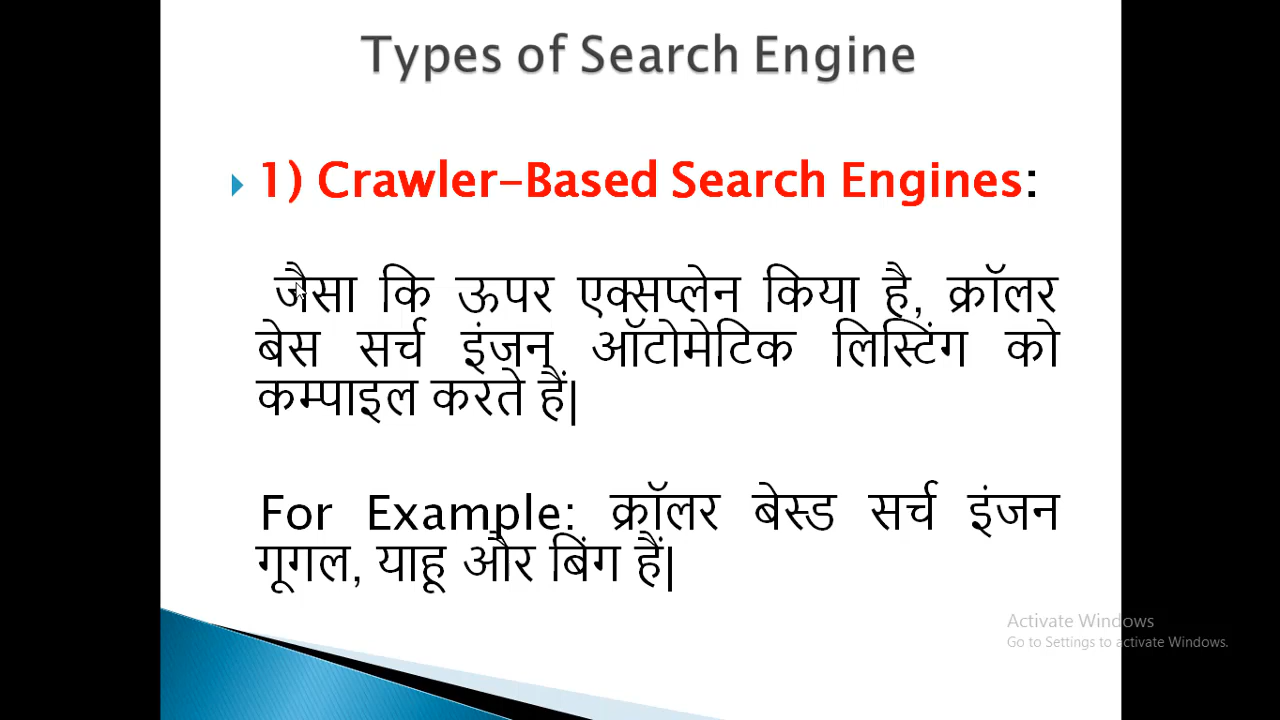 Types of Search Engine
1) Crawler-Based Search Engines:
जैसा कि ऊपर एक्सप्लेन किया है, क्रॉलर
बेस सर्च इंजन ऑटोमेटिक लिस्टिंग को
कम्पाइल करते हैं|
For Example: क्रॉलर बेस्ड सर्च इंजन
गूगल, याहू और बिंग हैं|
Activate Windows
Go to Settings to activate Windows.